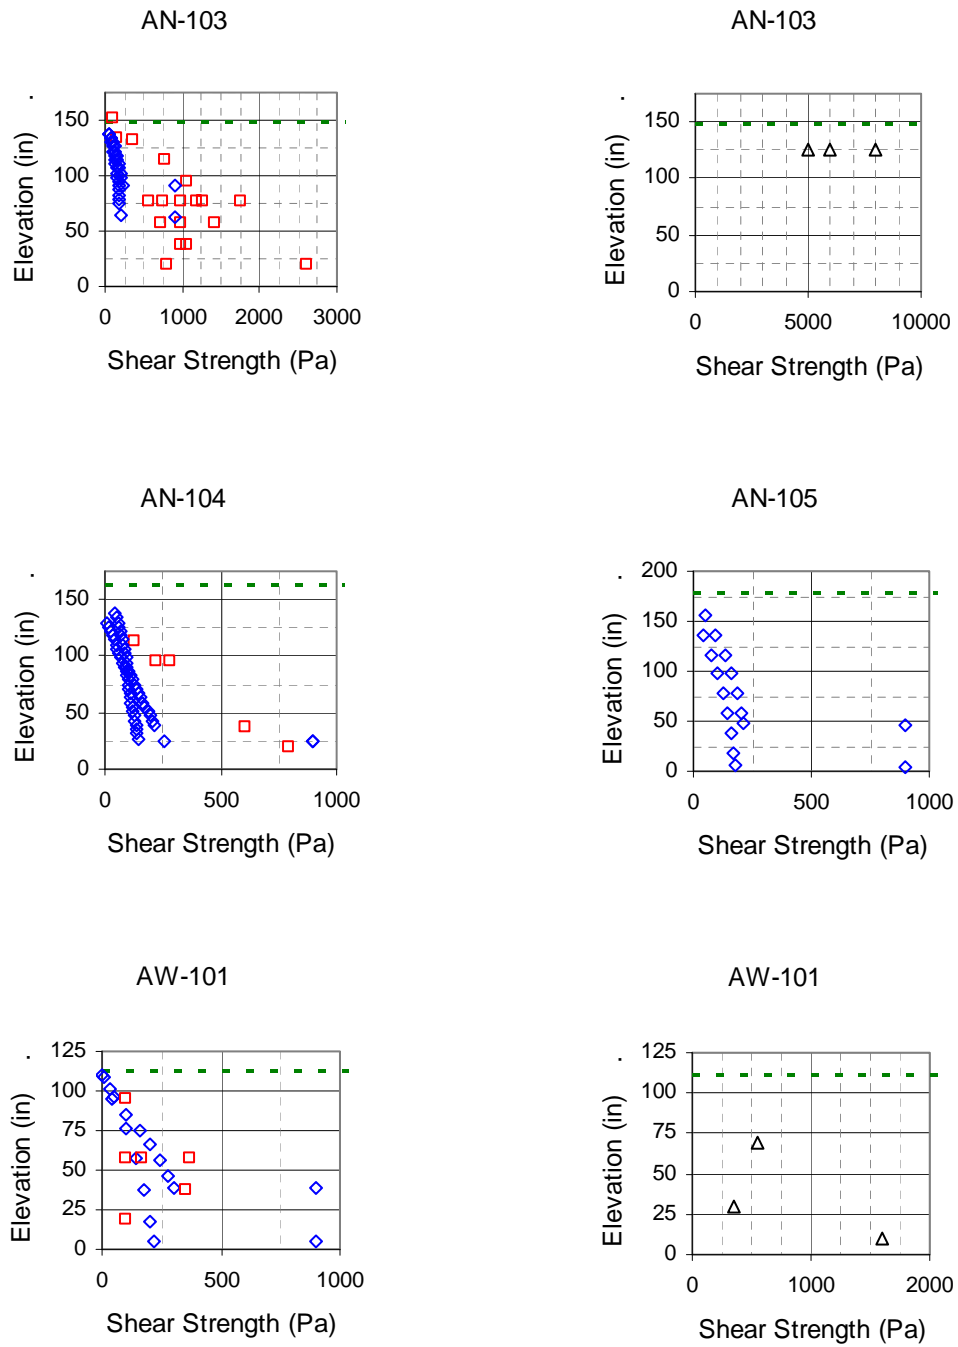 AN-103
AN-103
.
Elevation (in)
150
100
50
0
0 1000 2000 3000
Shear Strength (Pa)
.
Elevation (in)
150
100
50
0
0 5000 10000
Shear Strength (Pa)
AN-104
AN-105
.
Elevation (in)
150
100
50
0
0 500 1000
Shear Strength (Pa)
.
Elevation (in)
200
150
100
50
0
0 500 1000
Shear Strength (Pa)
AW-101
AW-101
.
Elevation (in)
125
100
75
50
25
0
0 500 1000
Shear Strength (Pa)
.
Elevation (in)
125
100
75
50
25
0
0 1000 2000
Shear Strength (Pa)